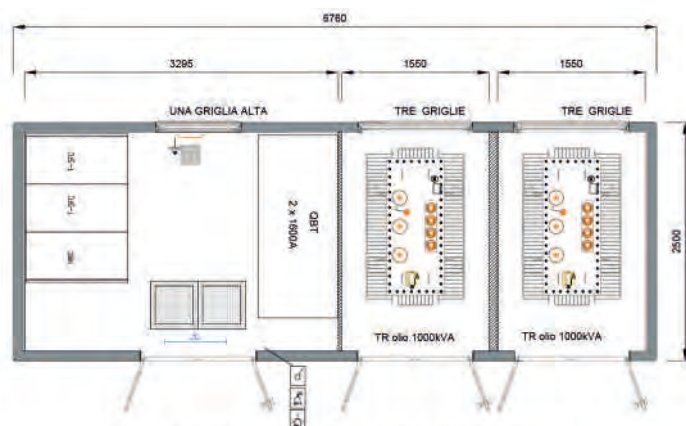 6760
3295
1550
1550
UNA GRIGLIA ALTA
TRE GRIGLIE
TRE GRIGLIE
QBT
2 x 1600A
2500
TR olio 1000kVA
TR olio 1000kVA